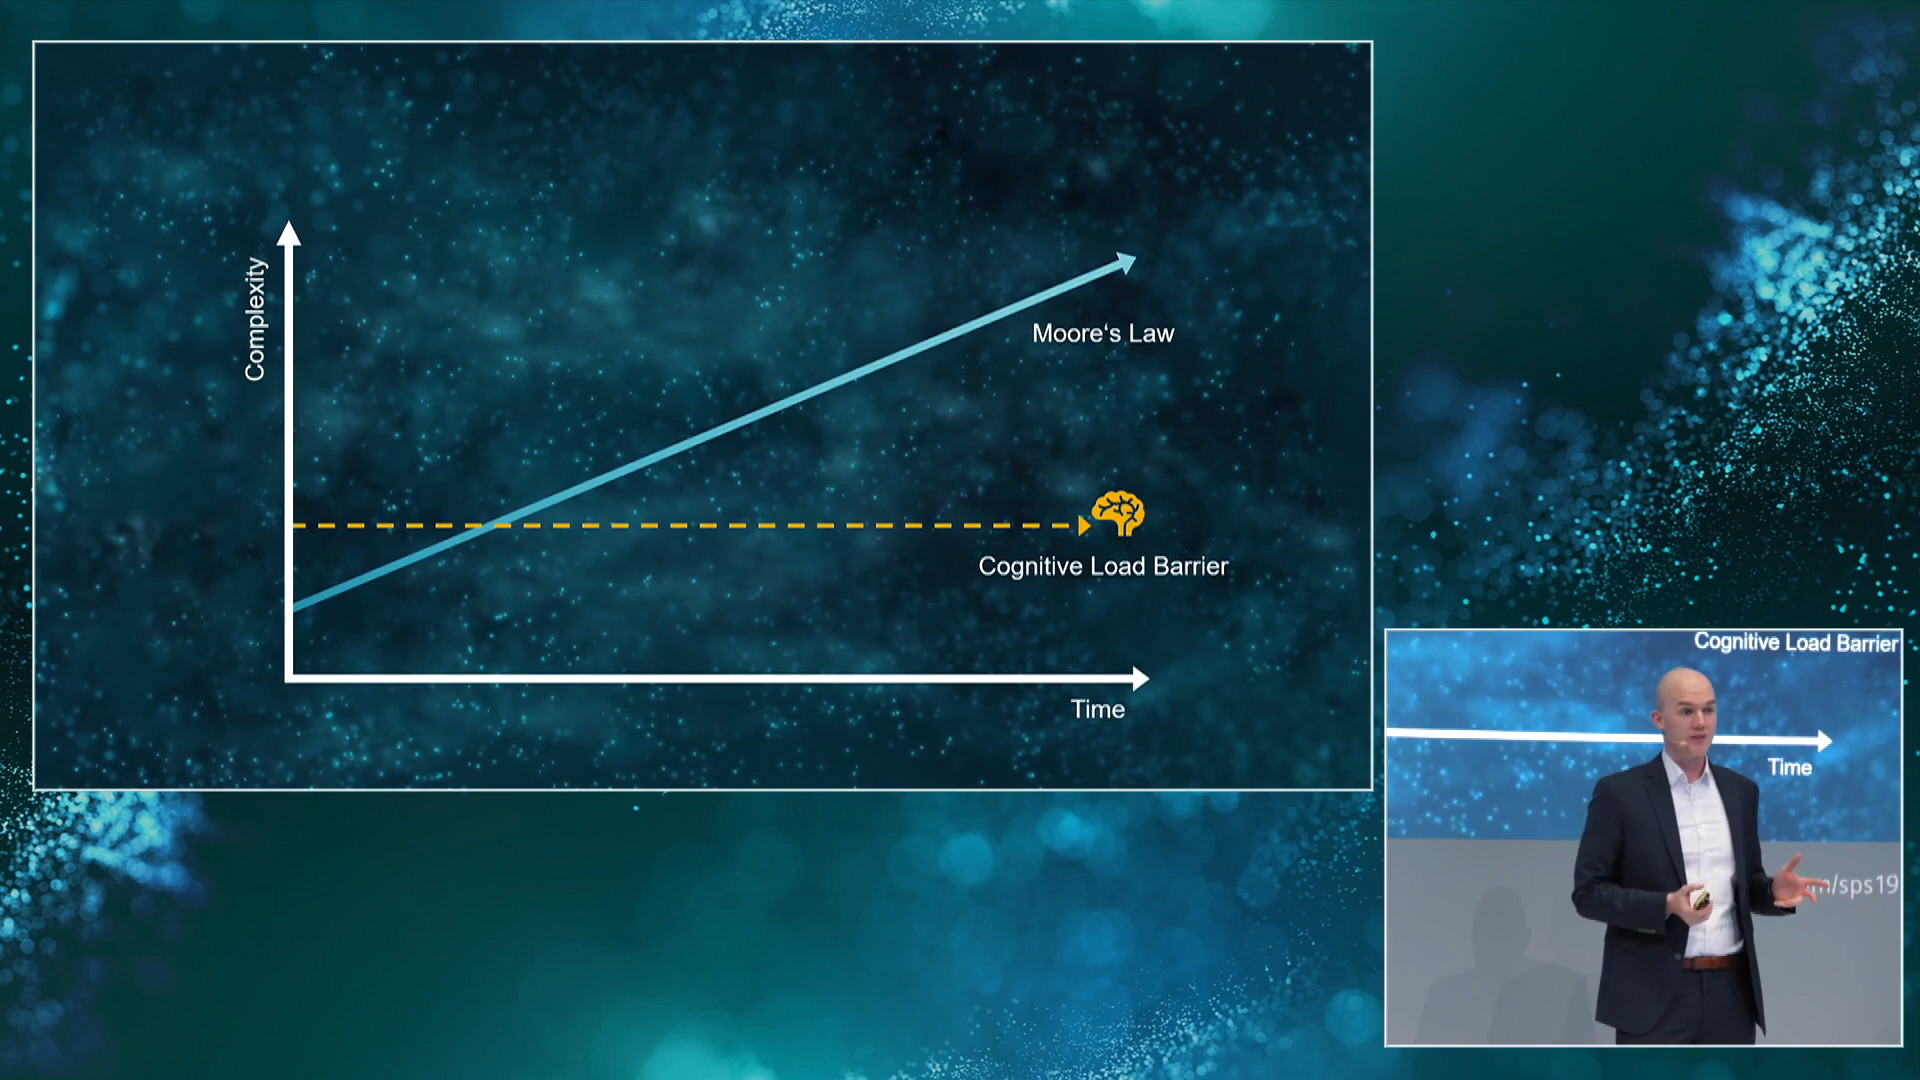 Complexity
Moore‘s Law
Cognitive Load Barrier
Time
Cognitive Load Barrier
Time
m/sps19